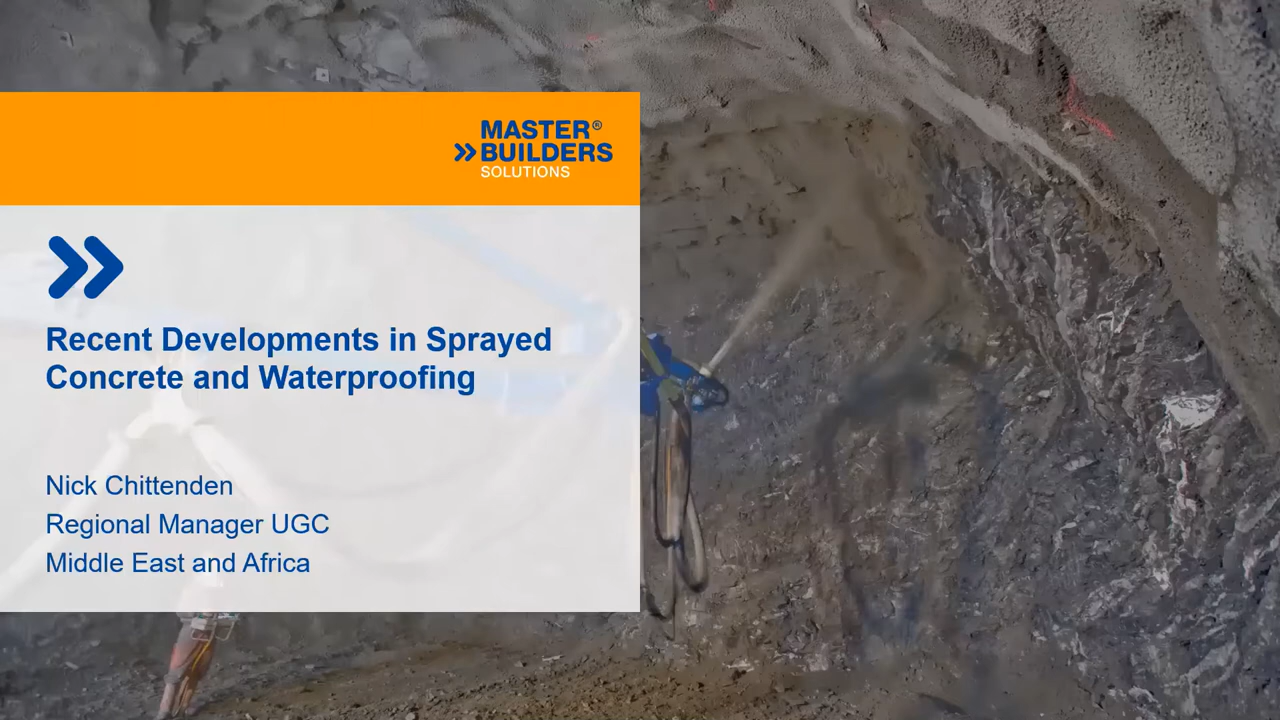 MASTER®
BUILDERS
SOLUTIONS
Recent Developments in Sprayed
Concrete and Waterproofing
Nick Chittenden
Regional Manager UGC
Middle East and Africa